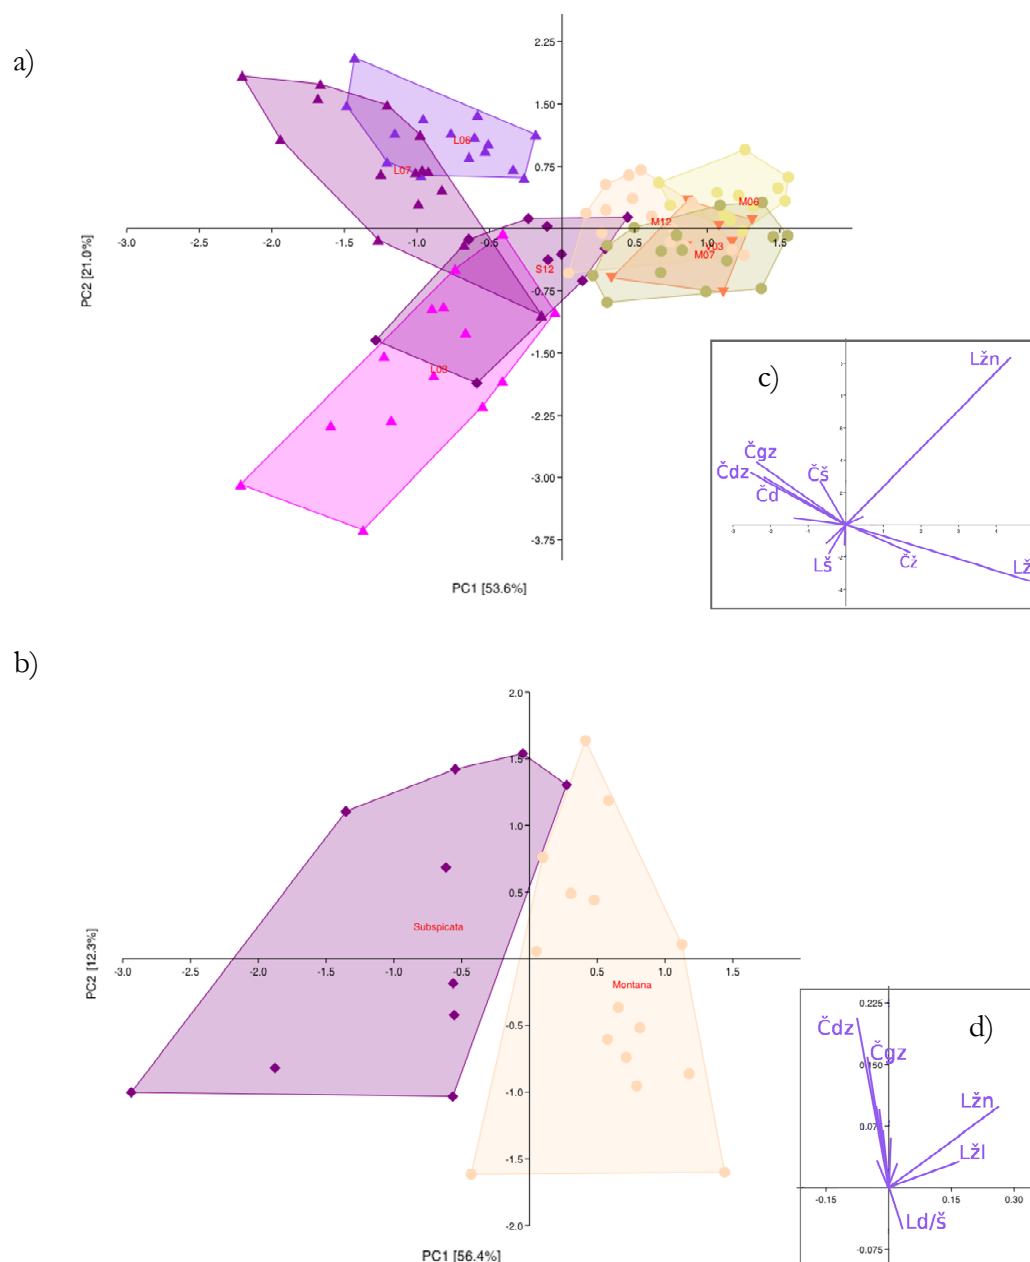 a)
2.25
1.50
0.75
-0.75
-1.50
-2.25
-3.00
-3.75
-3.0
-2.5
-2.0
-1.5
-1.0
-0.5
0.5
1.0
1.5
PC2 [21.0%]
PC1 [53.6%]
L06
L07
M06
M12
M07
S12
L03
c)
Lžn
Čgz
Čdz
Čd
Čš
Lš
Čž
b)
2.0
1.5
1.0
0.5
-0.5
-1.0
-1.5
-2.0
-3.0
-2.5
-2.0
-1.5
-1.0
-0.5
0.5
1.0
1.5
PC2 [12.3%]
PC1 [56.4%]
Subspicata
Montana
d)
0.225
0.150
-0.075
-0.15
0.15
0.30
Čdz
Čgz
Lžn
Lžl
Ld/š